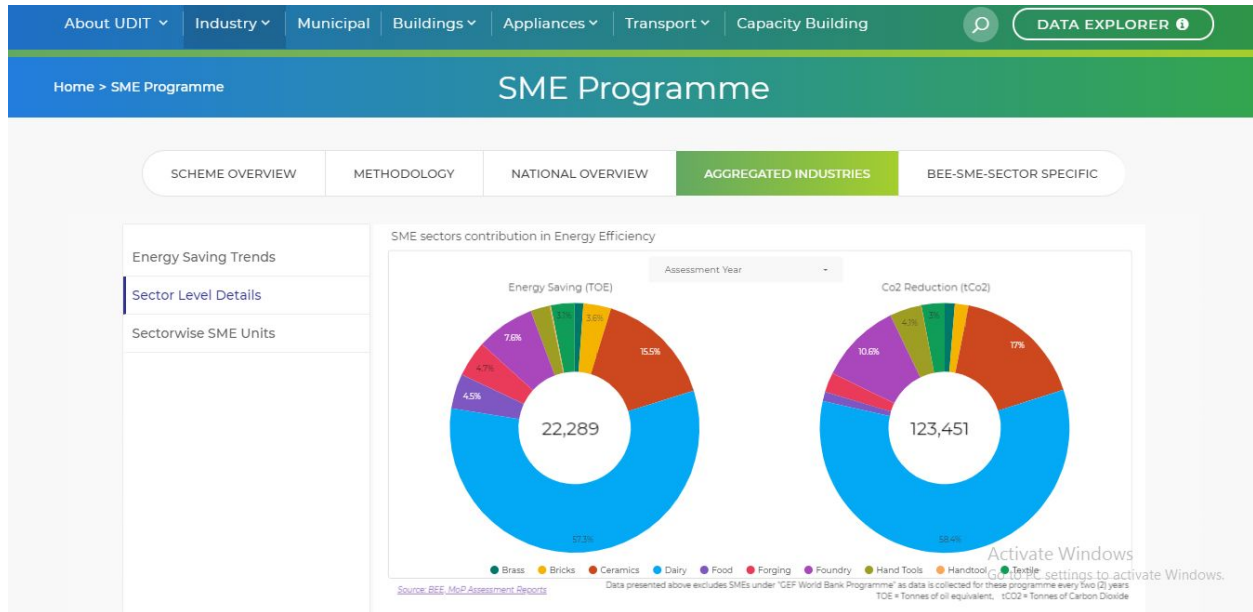 About UDIT Industry Municipal Buildings Appliances Transport Capacity Building DATA EXPLORER
Home > SME Programme
SME Programme
SCHEME OVERVIEW METHODOLOGY NATIONAL OVERVIEW AGGREGATED INDUSTRIES BEE-SME-SECTOR SPECIFIC
Energy Saving Trends
Sector Level Details
Sectorwise SME Units
SME sectors contribution in Energy Efficiency
Assessment Year
Energy Saving (TOE)
3.1%
3.6%
7.6%
15.5%
4.7%
4.5%
22,289
57.3%
Co2 Reduction (tCo2)
4.1%
3%
10.6%
17%
123,451
58.4%
Brass Bricks Ceramics Dairy Food Forging Foundry Hand Tools Handtool Textile
Source: BEE, MoP Assessment Reports
Data presented above excludes SMEs under "GEF World Bank Programme" as data is collected for these programme every two (2) years
TOE = Tonnes of oil equivalent, tCO2 = Tonnes of Carbon Dioxide
Activate Windows
Go to PC settings to activate Windows.